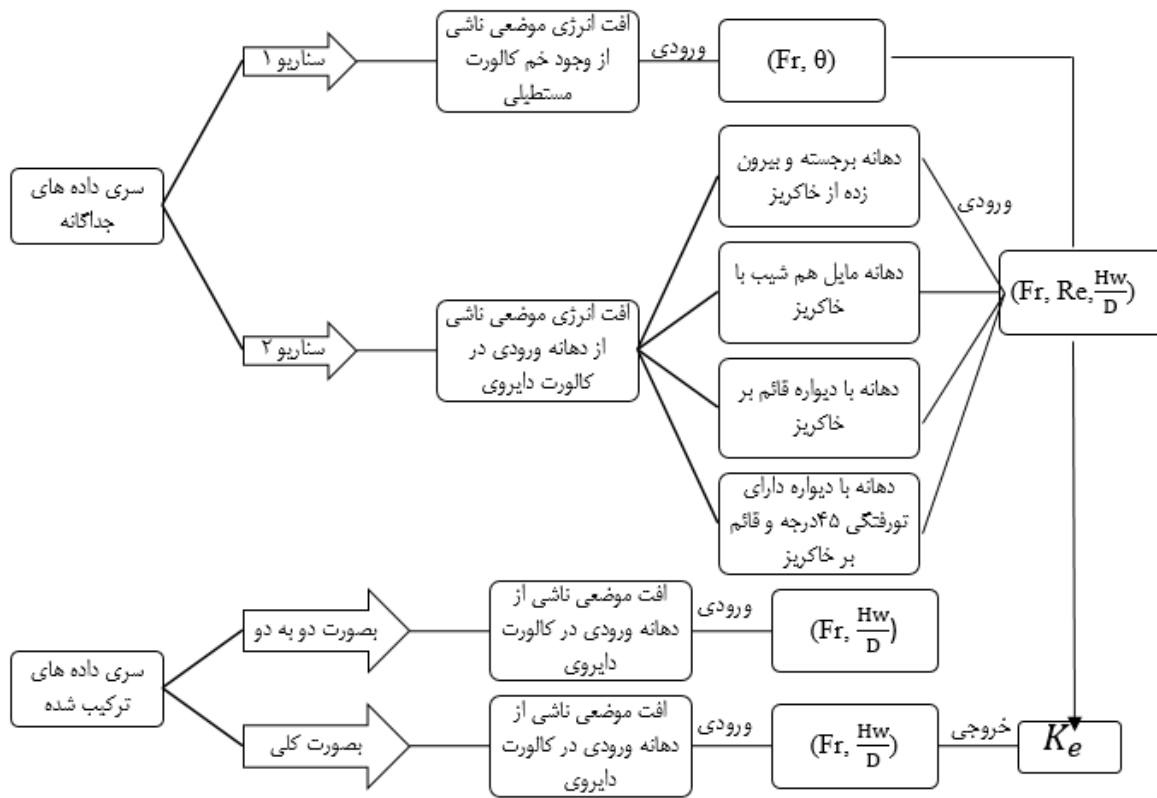 سری داده های
جداگانه
سناریو ۱
افت انرژی موضعی ناشی
از وجود خم کالورت
مستطیلی
ورودی
(Fr, θ)
سناریو ۲
افت انرژی موضعی ناشی
از دهانه ورودی در
کالورت دایروی
دهانه برجسته و بیرون
زده از خاکریز
دهانه مایل هم شیب با
خاکریز
دهانه با دیواره قائم بر
خاکریز
دهانه با دیواره دارای
تورفتگی ۴۵درجه و قائم
بر خاکریز
ورودی
(Fr, Re, Hw/D)
سری داده های
ترکیب شده
بصورت دو به دو
افت موضعی ناشی از
دهانه ورودی در کالورت
دایروی
ورودی
(Fr, Hw/D)
بصورت کلی
افت موضعی ناشی از
دهانه ورودی در کالورت
دایروی
ورودی
(Fr, Hw/D)
خروجی
Ke